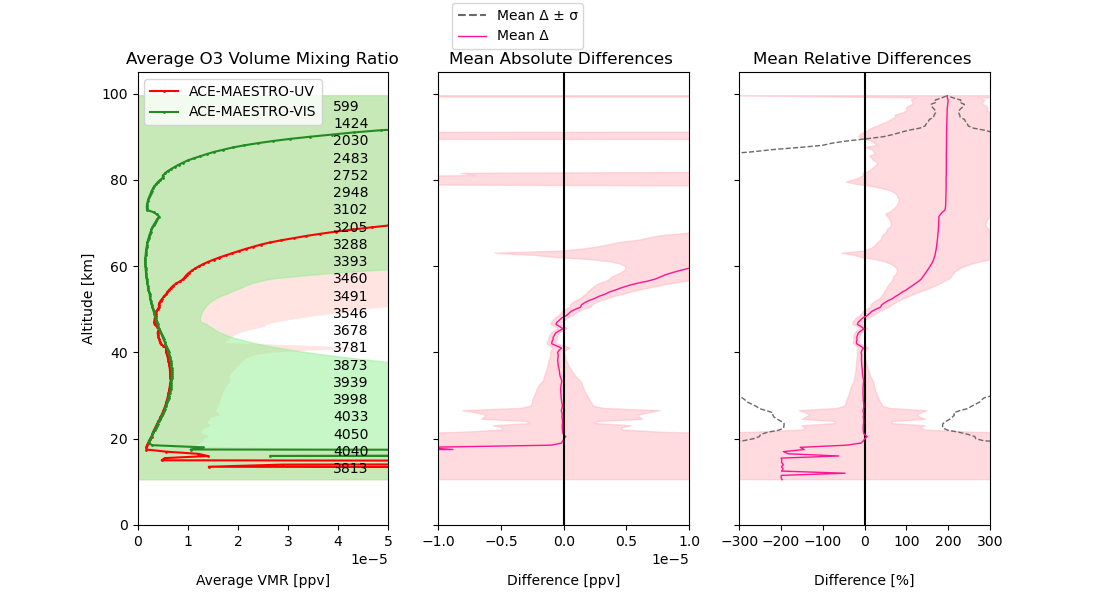 Mean Δ ± σ
Mean Δ
Average O3 Volume Mixing Ratio
Mean Absolute Differences
Mean Relative Differences
ACE-MAESTRO-UV
ACE-MAESTRO-VIS
100
80
60
40
20
0
Altitude [km]
599
1424
2030
2483
2752
2948
3102
3205
3288
3393
3460
3491
3546
3678
3781
3873
3939
3998
4033
4050
4040
3813
0 1 2 3 4 5
1e−5
Average VMR [ppv]
−1.0 −0.5 0.0 0.5 1.0
1e−5
Difference [ppv]
−300 −200 −100 0 100 200 300
Difference [%]